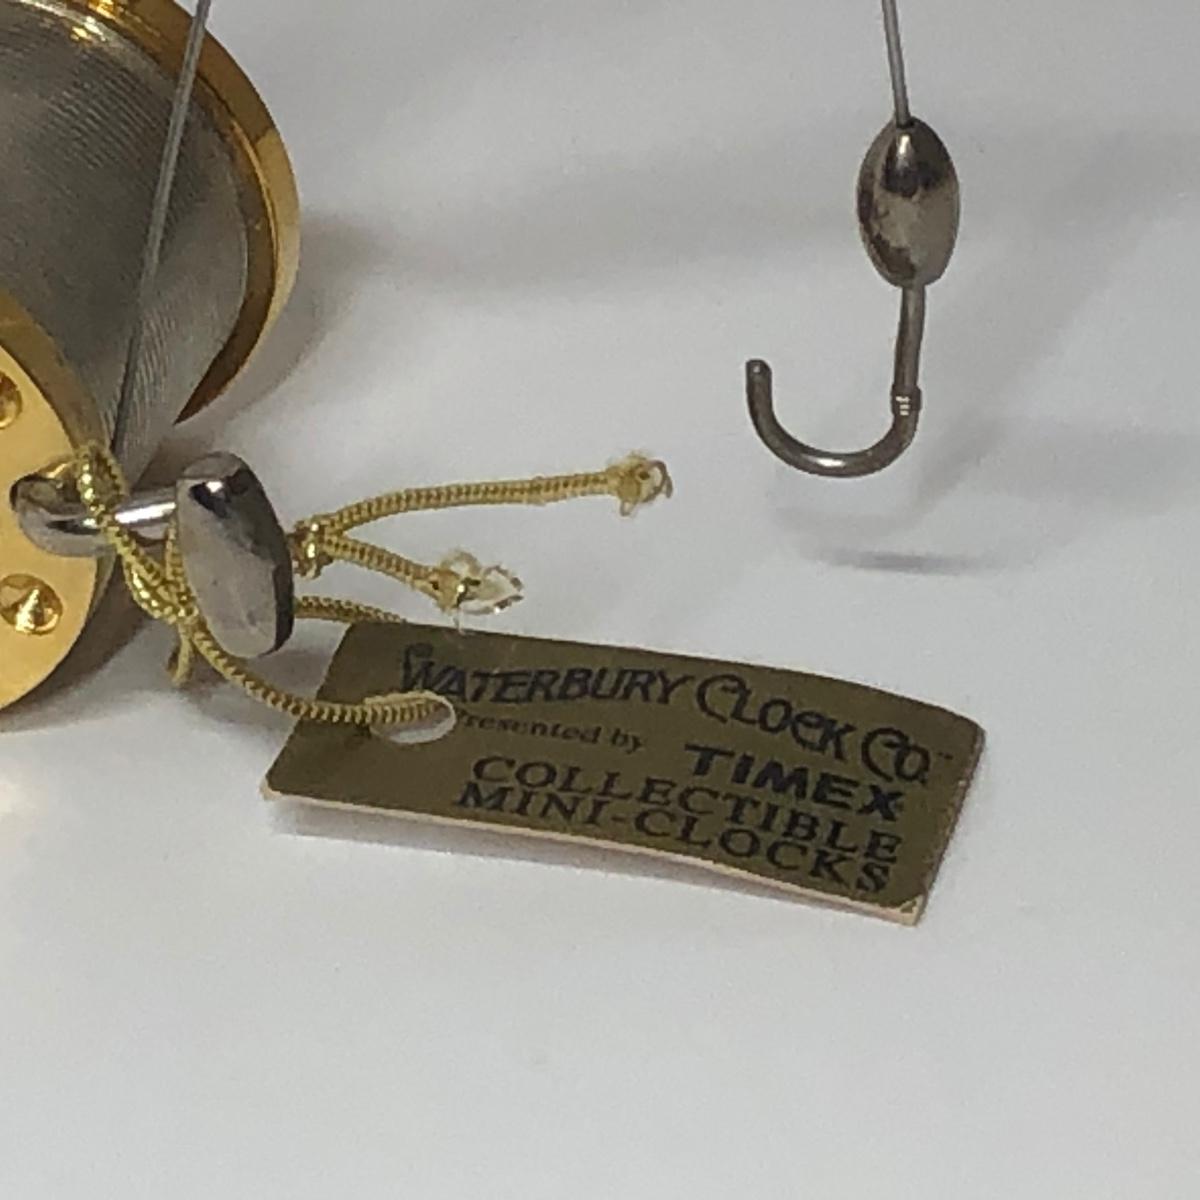 WATERBURY CLOCK CO.
Presented by TIMEX
COLLECTIBLE
MINI-CLOCKS